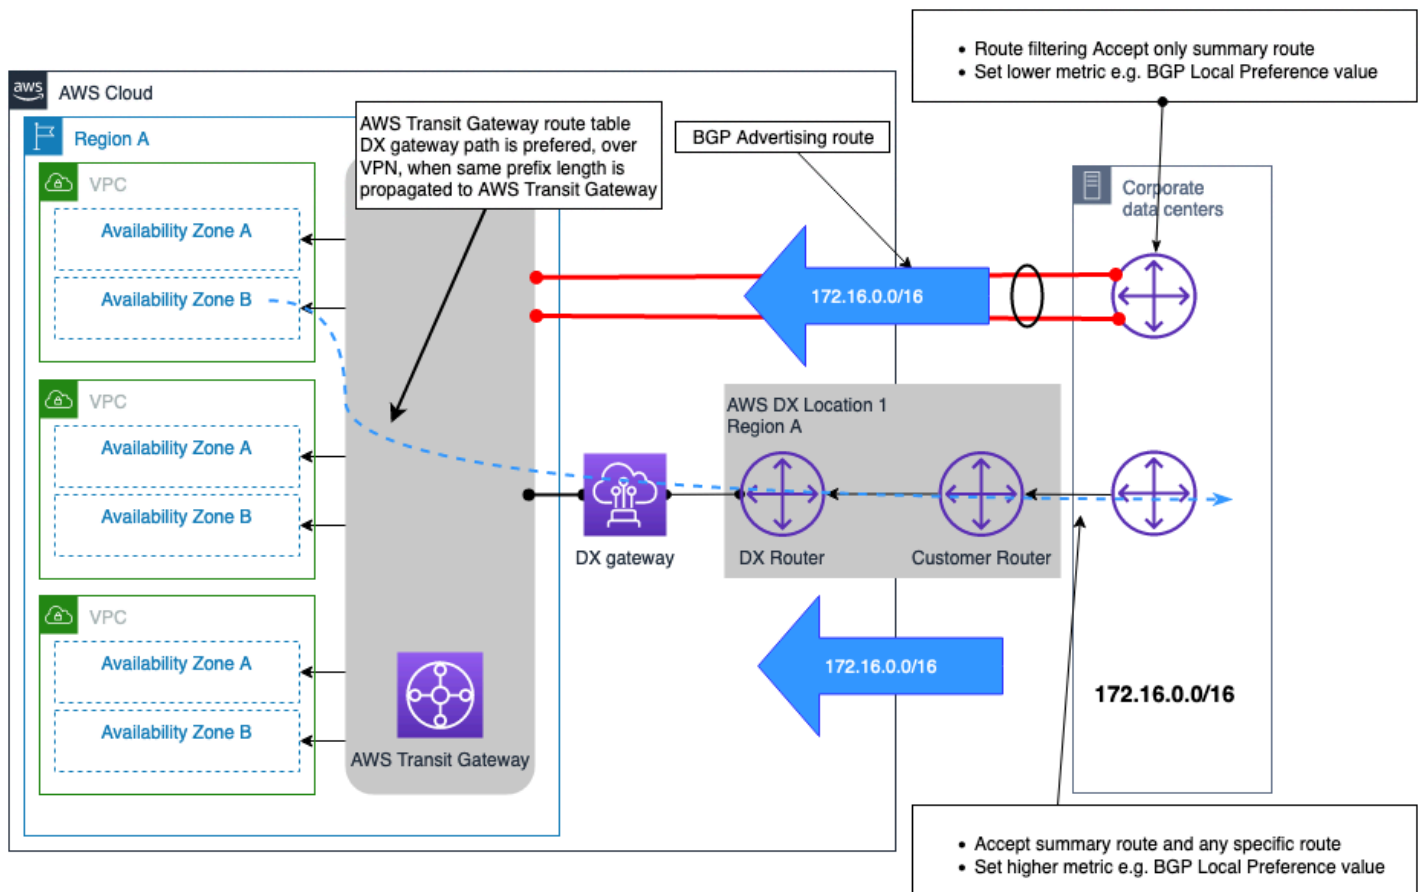 • Route filtering Accept only summary route
• Set lower metric e.g. BGP Local Preference value
aws
AWS Cloud
Region A
AWS Transit Gateway route table
DX gateway path is prefered, over
VPN, when same prefix length is
propagated to AWS Transit Gateway
BGP Advertising route
VPC
Availability Zone A
Availability Zone B
Corporate
data centers
172.16.0.0/16
VPC
Availability Zone A
Availability Zone B
AWS DX Location 1
Region A
DX gateway
DX Router
Customer Router
VPC
Availability Zone A
Availability Zone B
AWS Transit Gateway
172.16.0.0/16
172.16.0.0/16
• Accept summary route and any specific route
• Set higher metric e.g. BGP Local Preference value